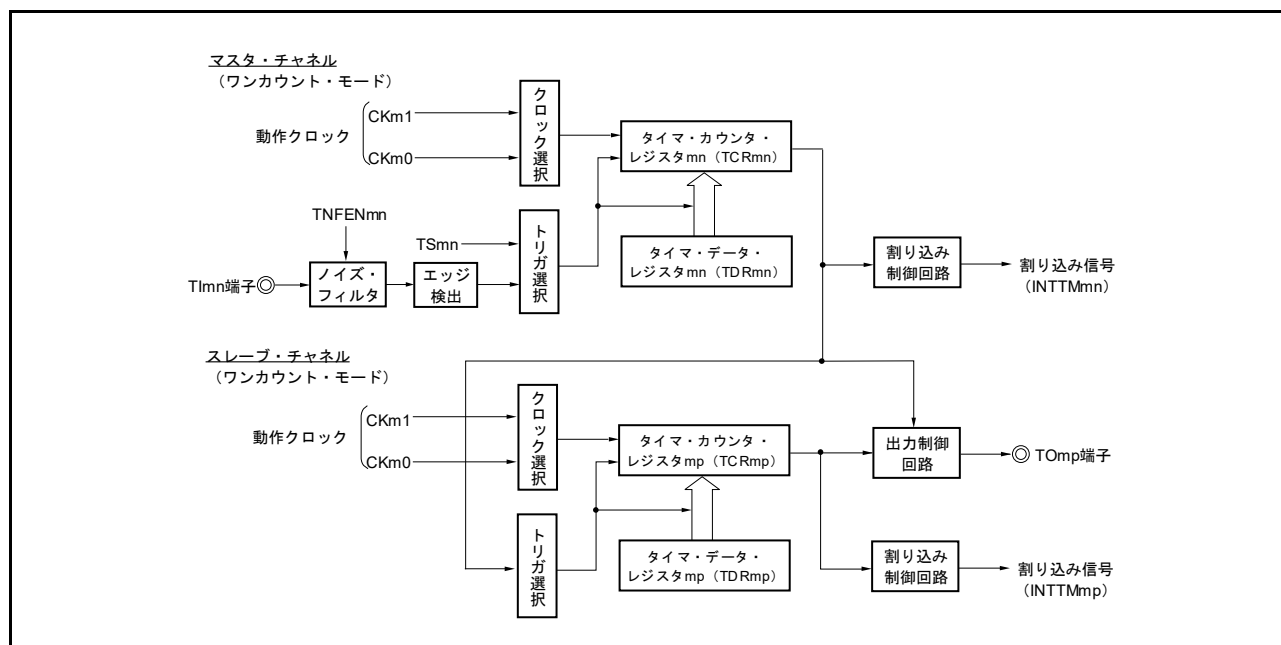 マスタ・チャネル
（ワンカウント・モード）
動作クロック
CKm1
CKm0
クロック選択
タイマ・カウンタ・
レジスタmn（TCRmn）
TNFENmn
TSmn
トリガ選択
タイマ・データ・
レジスタmn（TDRmn）
割り込み
制御回路
割り込み信号
（INTTMmn）
TImn端子
ノイズ・
フィルタ
エッジ
検出
スレーブ・チャネル
（ワンカウント・モード）
動作クロック
CKm1
CKm0
クロック選択
タイマ・カウンタ・
レジスタmp（TCRmp）
出力制御
回路
TOmp端子
トリガ選択
タイマ・データ・
レジスタmp（TDRmp）
割り込み
制御回路
割り込み信号
（INTTMmp）